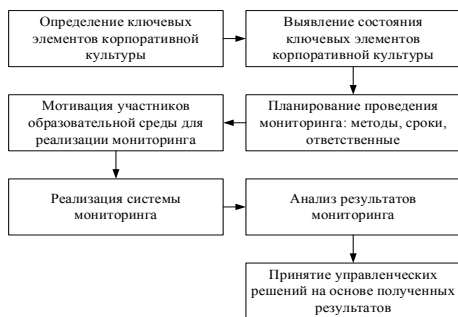 Определение ключевых
элементов корпоративной
культуры
Выявление состояния
ключевых элементов
корпоративной культуры
Планирование проведения
мониторинга: методы, сроки,
ответственные
Мотивация участников
образовательной среды для
реализации мониторинга
Реализация системы
мониторинга
Анализ результатов
мониторинга
Принятие управленческих
решений на основе полученных
результатов